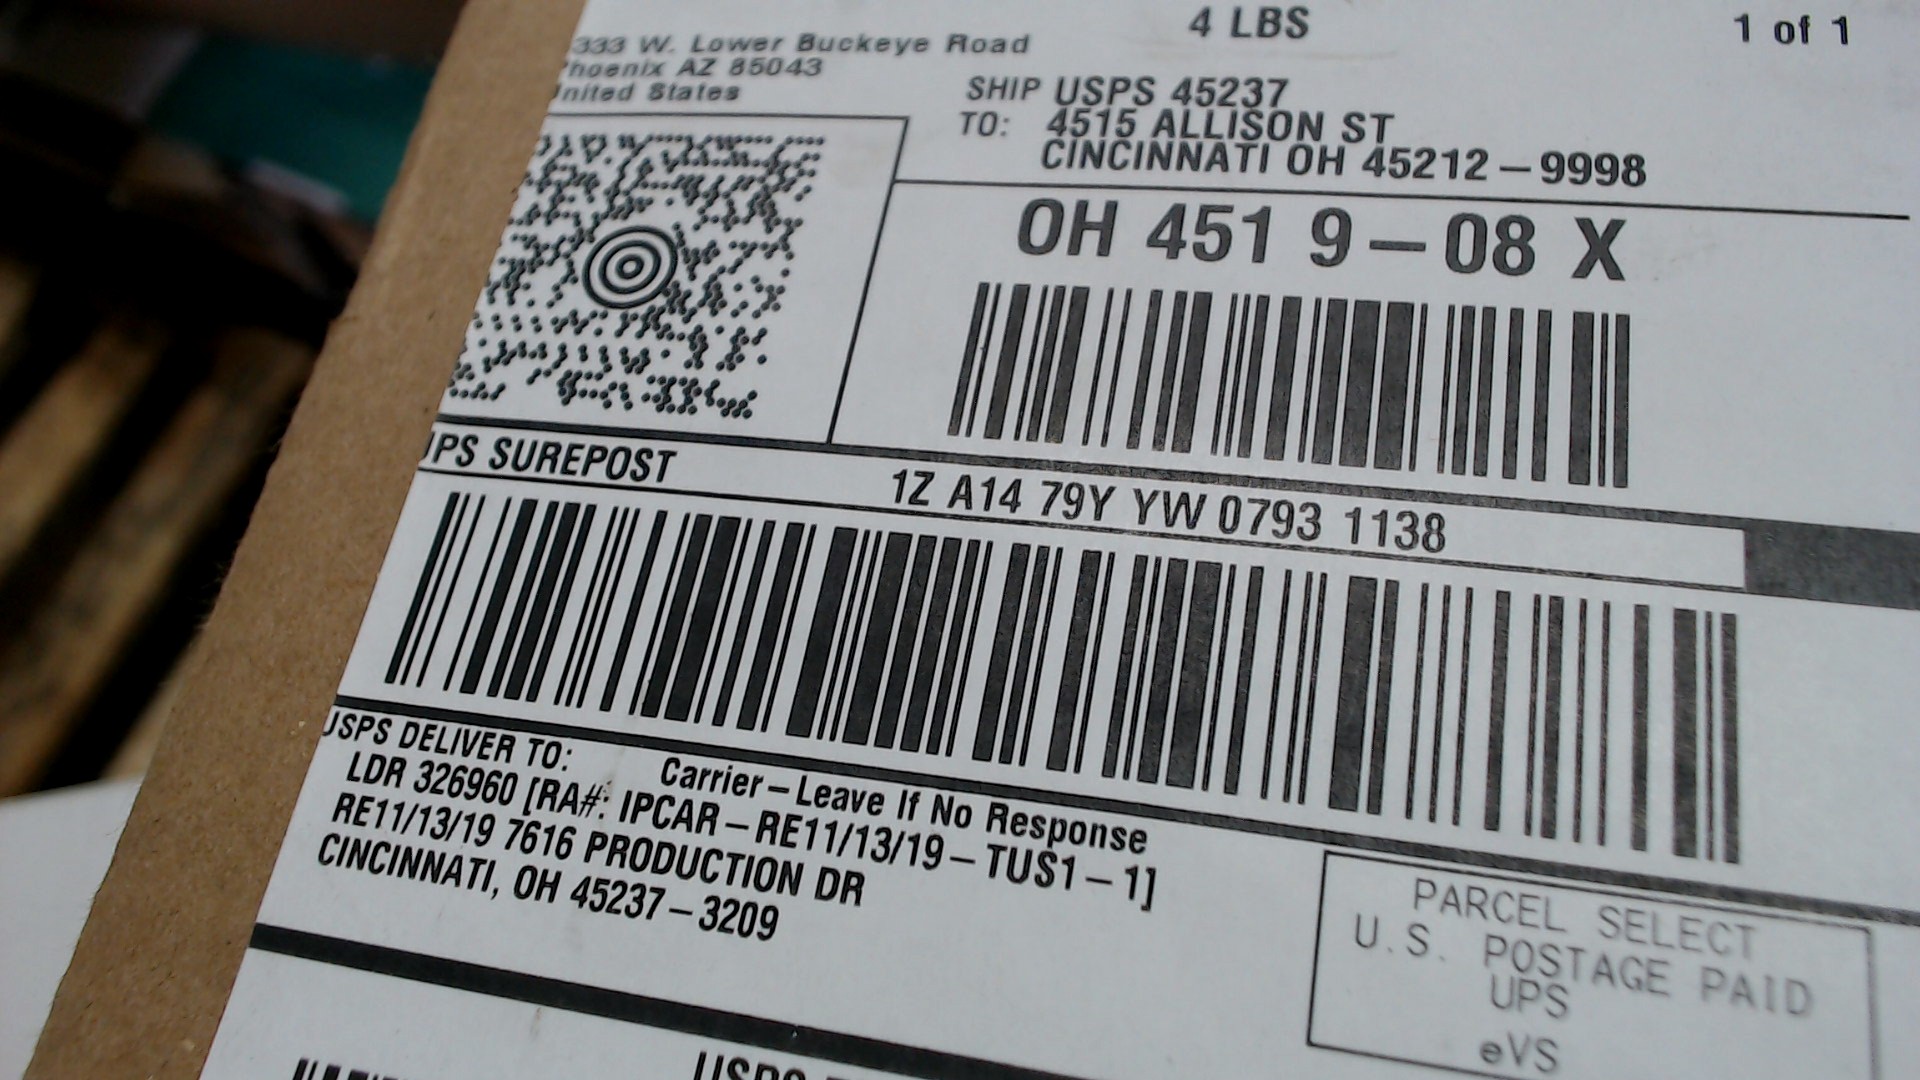 333 W. Lower Buckeye Road
Phoenix AZ 85043
United States
4 LBS
1 of 1
SHIP TO: USPS 45237
4515 ALLISON ST
CINCINNATI OH 45212-9998
OH 451 9-08 X
UPS SUREPOST
1Z A14 79Y YW 0793 1138
USPS DELIVER TO:
Carrier-Leave If No Response
LDR 326960 [RA#: IPCAR-RE11/13/19-TUS1-1]
RE11/13/19 7616 PRODUCTION DR
CINCINNATI, OH 45237-3209
PARCEL SELECT
U.S. POSTAGE PAID
UPS
eVS
USPS